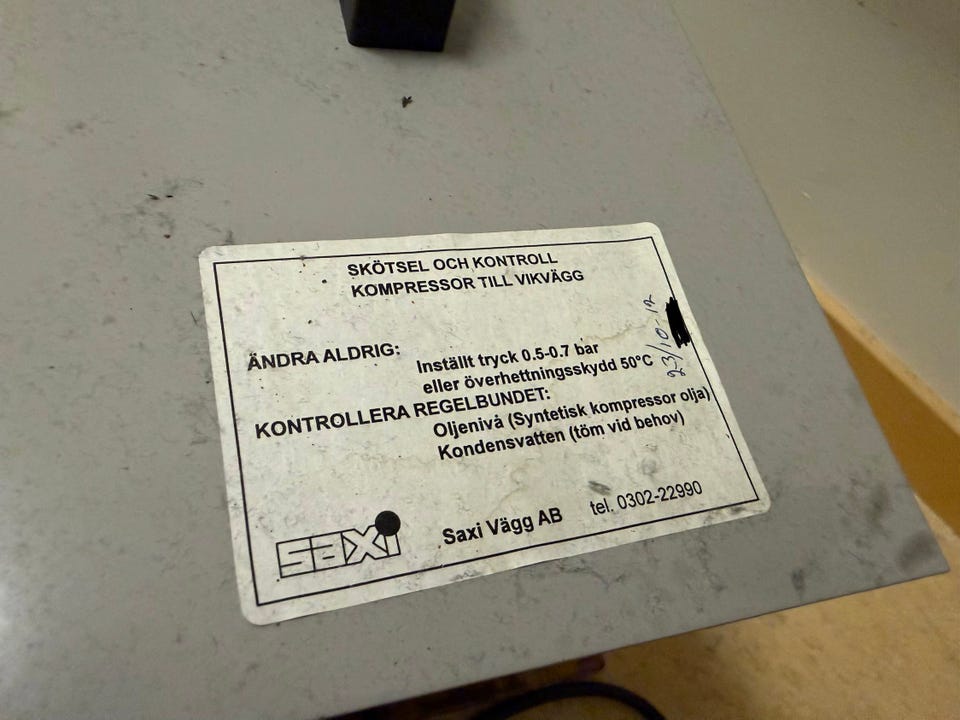 SKÖTSEL OCH KONTROLL
KOMPRESSOR TILL VIKVÄGG
ÄNDRA ALDRIG:
Inställt tryck 0.5-0.7 bar
eller överhettningsskydd 50°C
KONTROLLERA REGELBUNDET:
Oljenivå (Syntetisk kompressor olja)
Kondensvatten (töm vid behov)
saxi
Saxi Vägg AB
tel. 0302-22990
23/10-12